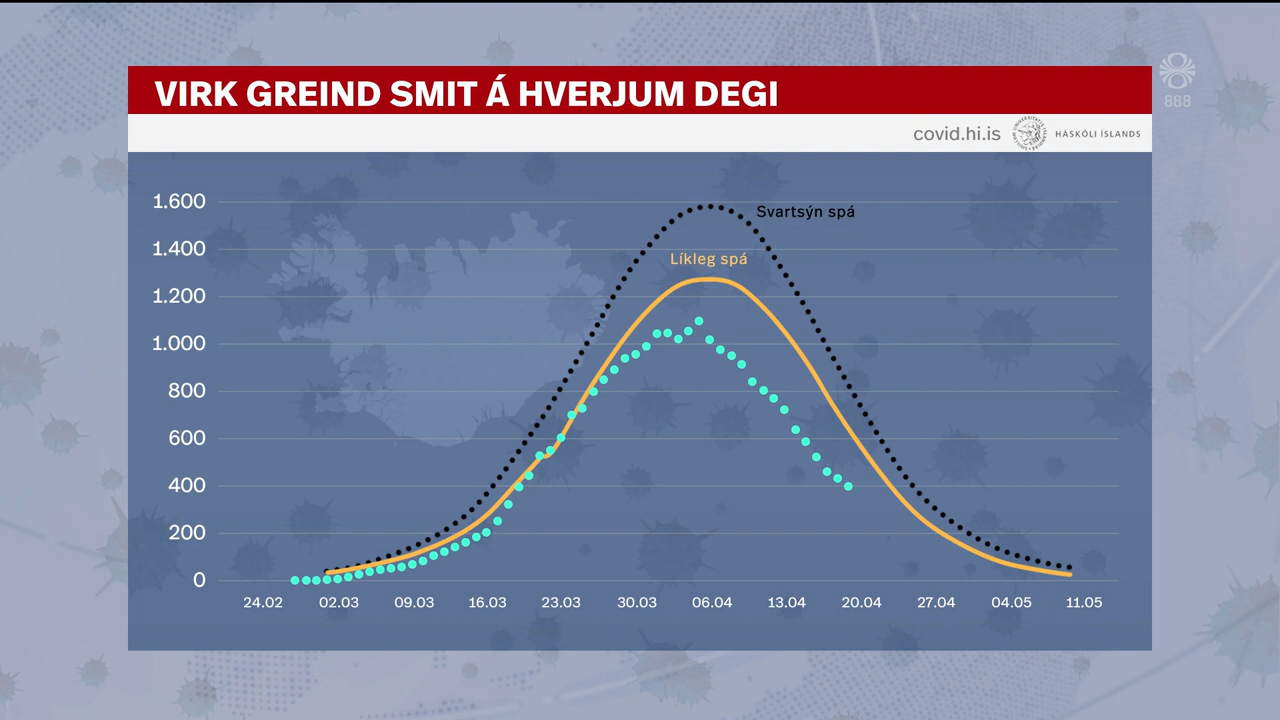 VIRK GREIND SMIT Á HVERJUM DEGI
888
covid.hi.is
HÁSKÓLI ÍSLANDS
1.600
Svartsýn spá
1.400
Líkleg spá
1.200
1.000
800
600
400
200
0
24.02 02.03 09.03 16.03 23.03 30.03 06.04 13.04 20.04 27.04 04.05 11.05